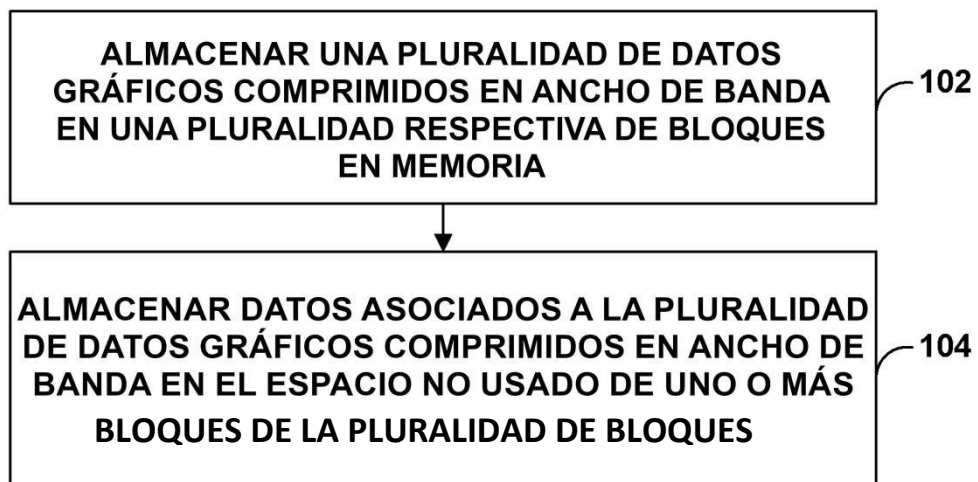 ALMACENAR UNA PLURALIDAD DE DATOS
GRÁFICOS COMPRIMIDOS EN ANCHO DE BANDA
EN UNA PLURALIDAD RESPECTIVA DE BLOQUES
EN MEMORIA
102
ALMACENAR DATOS ASOCIADOS A LA PLURALIDAD
DE DATOS GRÁFICOS COMPRIMIDOS EN ANCHO DE
BANDA EN EL ESPACIO NO USADO DE UNO O MÁS
BLOQUES DE LA PLURALIDAD DE BLOQUES
104